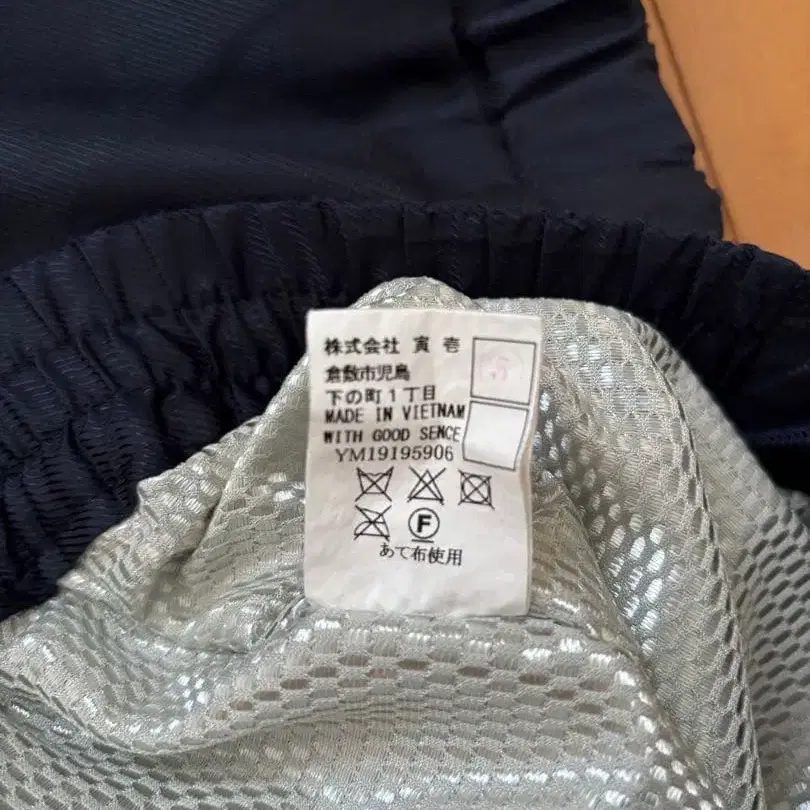 株式会社 寅壱
倉敷市児島
下の町1丁目
MADE IN VIETNAM
WITH GOOD SENCE
YM19195906
F
あて布使用